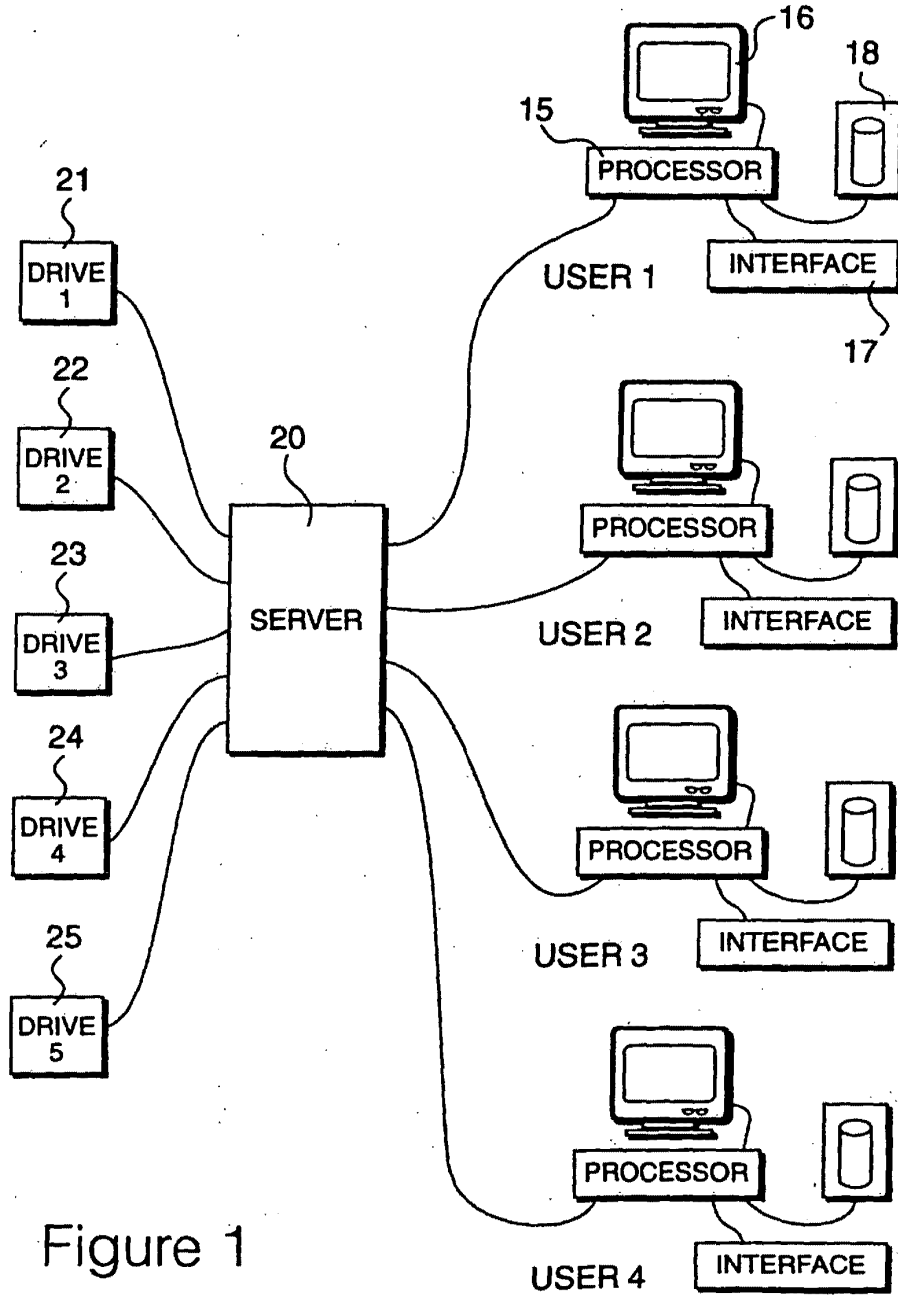 16
18
15
PROCESSOR
INTERFACE
USER 1
17
21
DRIVE
1
22
DRIVE
2
20
SERVER
PROCESSOR
INTERFACE
USER 2
23
DRIVE
3
24
DRIVE
4
PROCESSOR
INTERFACE
USER 3
25
DRIVE
5
PROCESSOR
INTERFACE
USER 4
Figure 1